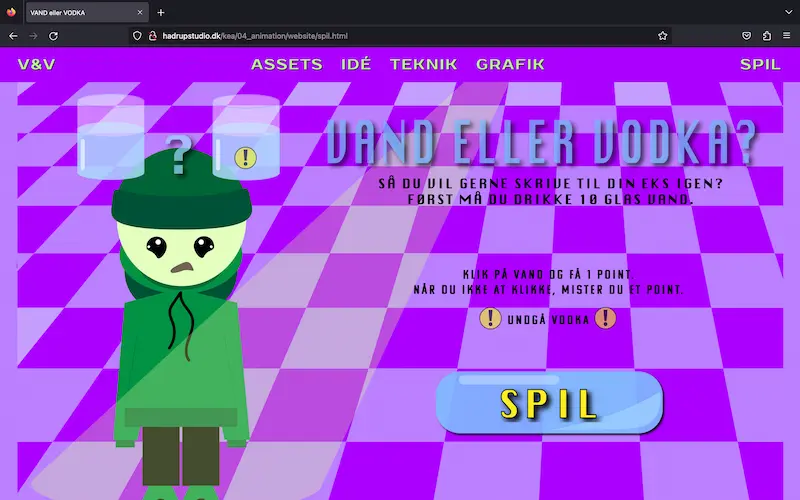 VAND eller VODKA
hadrupstudio.dk/kea/04_animation/website/spil.html
V&V ASSETS IDÉ TEKNIK GRAFIK SPIL
?
!
VAND ELLER VODKA?
SÅ DU VIL GERNE SKRIVE TIL DIN EKS IGEN?
FØRST MÅ DU DRIKKE 10 GLAS VAND.
KLIK PÅ VAND OG FÅ 1 POINT.
NÅR DU IKKE AT KLIKKE, MISTER DU ET POINT.
! UNDGÅ VODKA !
SPIL